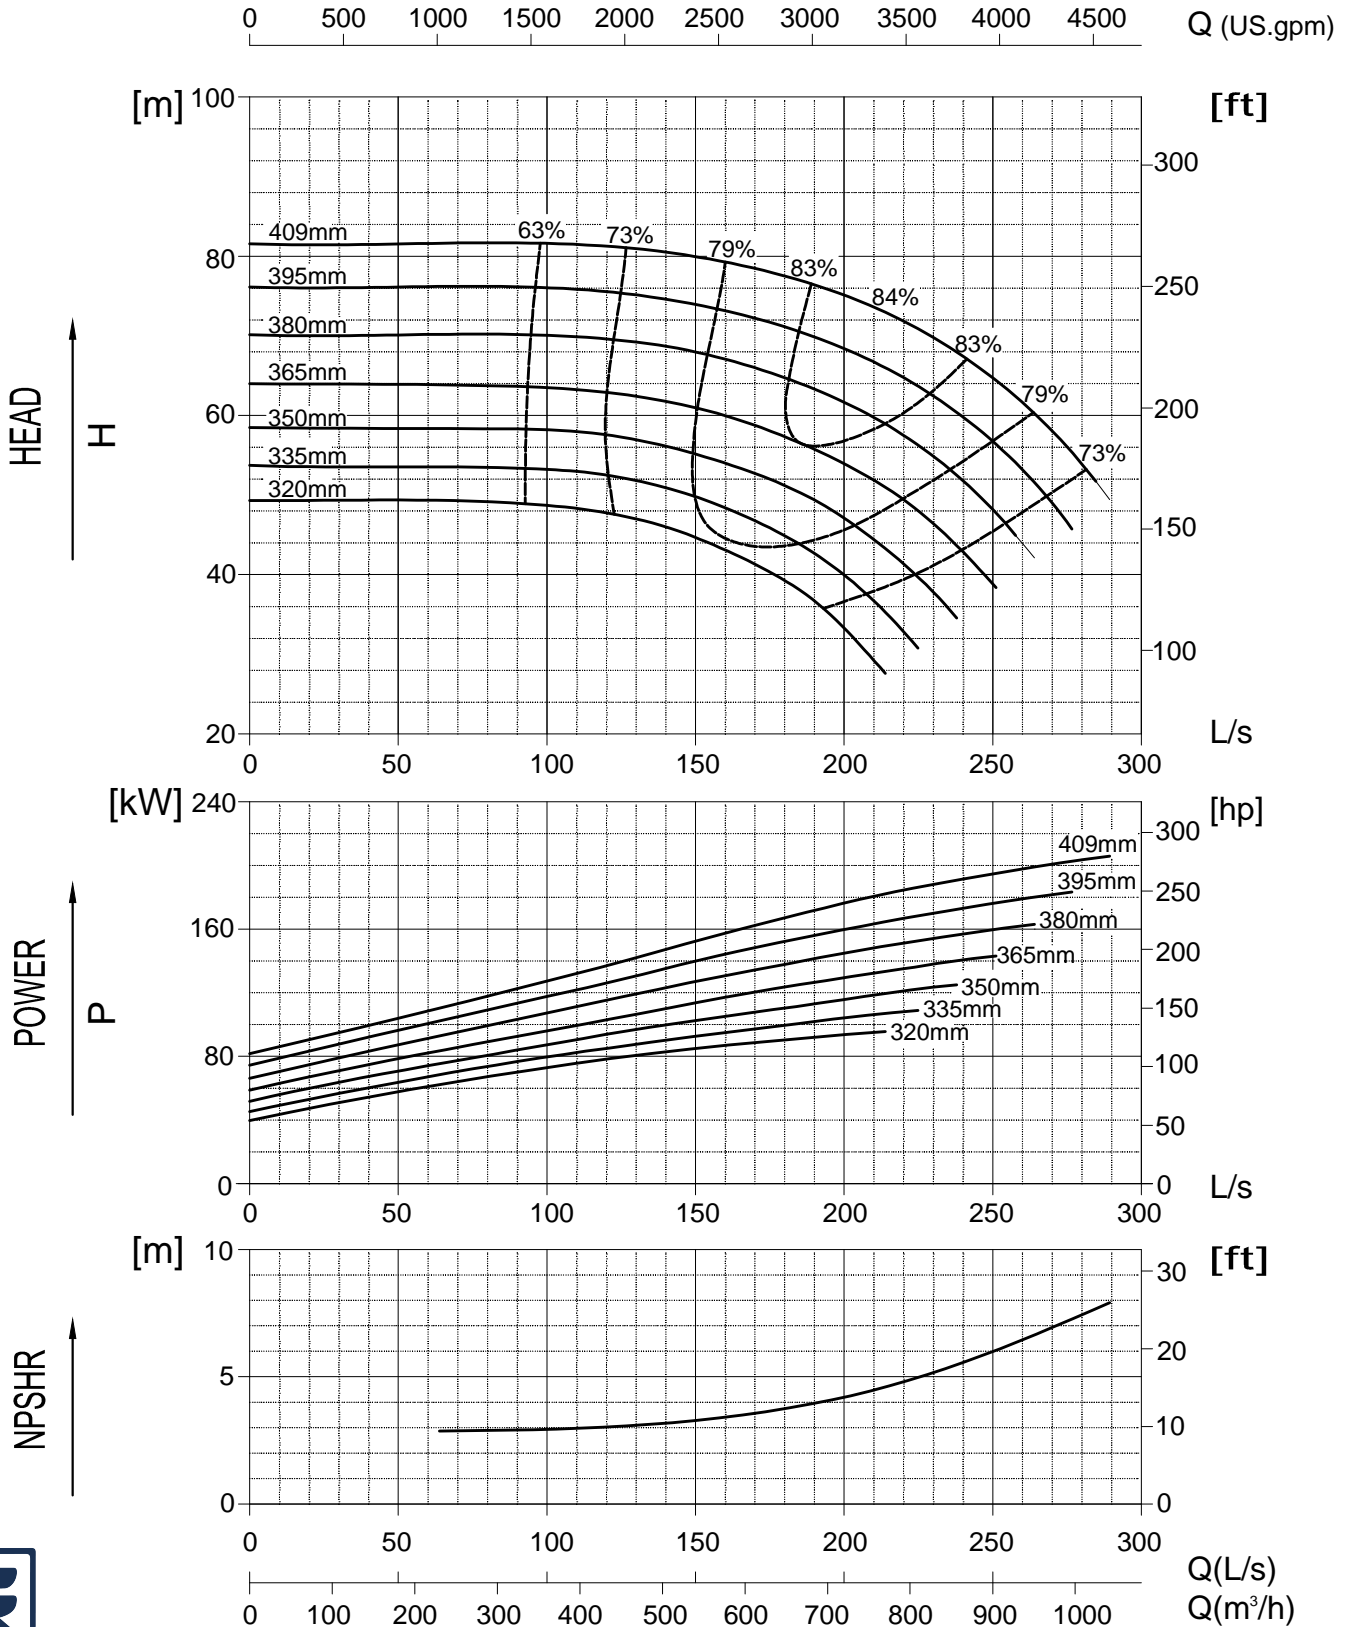 0 500 1000 1500 2000 2500 3000 3500 4000 4500 Q (US.gpm)
[m] 100 [ft]
300
409mm 63% 73% 79% 83% 84% 83% 79% 73%
80
395mm 250
380mm
365mm
60 200
350mm
335mm
320mm
150
40
100
20 L/s
0 50 100 150 200 250 300
HEAD
H
[kW] 240 [hp]
300
409mm
395mm 250
160 380mm
200
365mm
350mm 150
335mm
320mm
80 100
50
0 0 L/s
0 50 100 150 200 250 300
POWER
P
[m] 10 [ft]
30
5 20
10
0 0
NPSHR
0 50 100 150 200 250 300
Q(L/s)
0 100 200 300 400 500 600 700 800 900 1000 Q(m³/h)